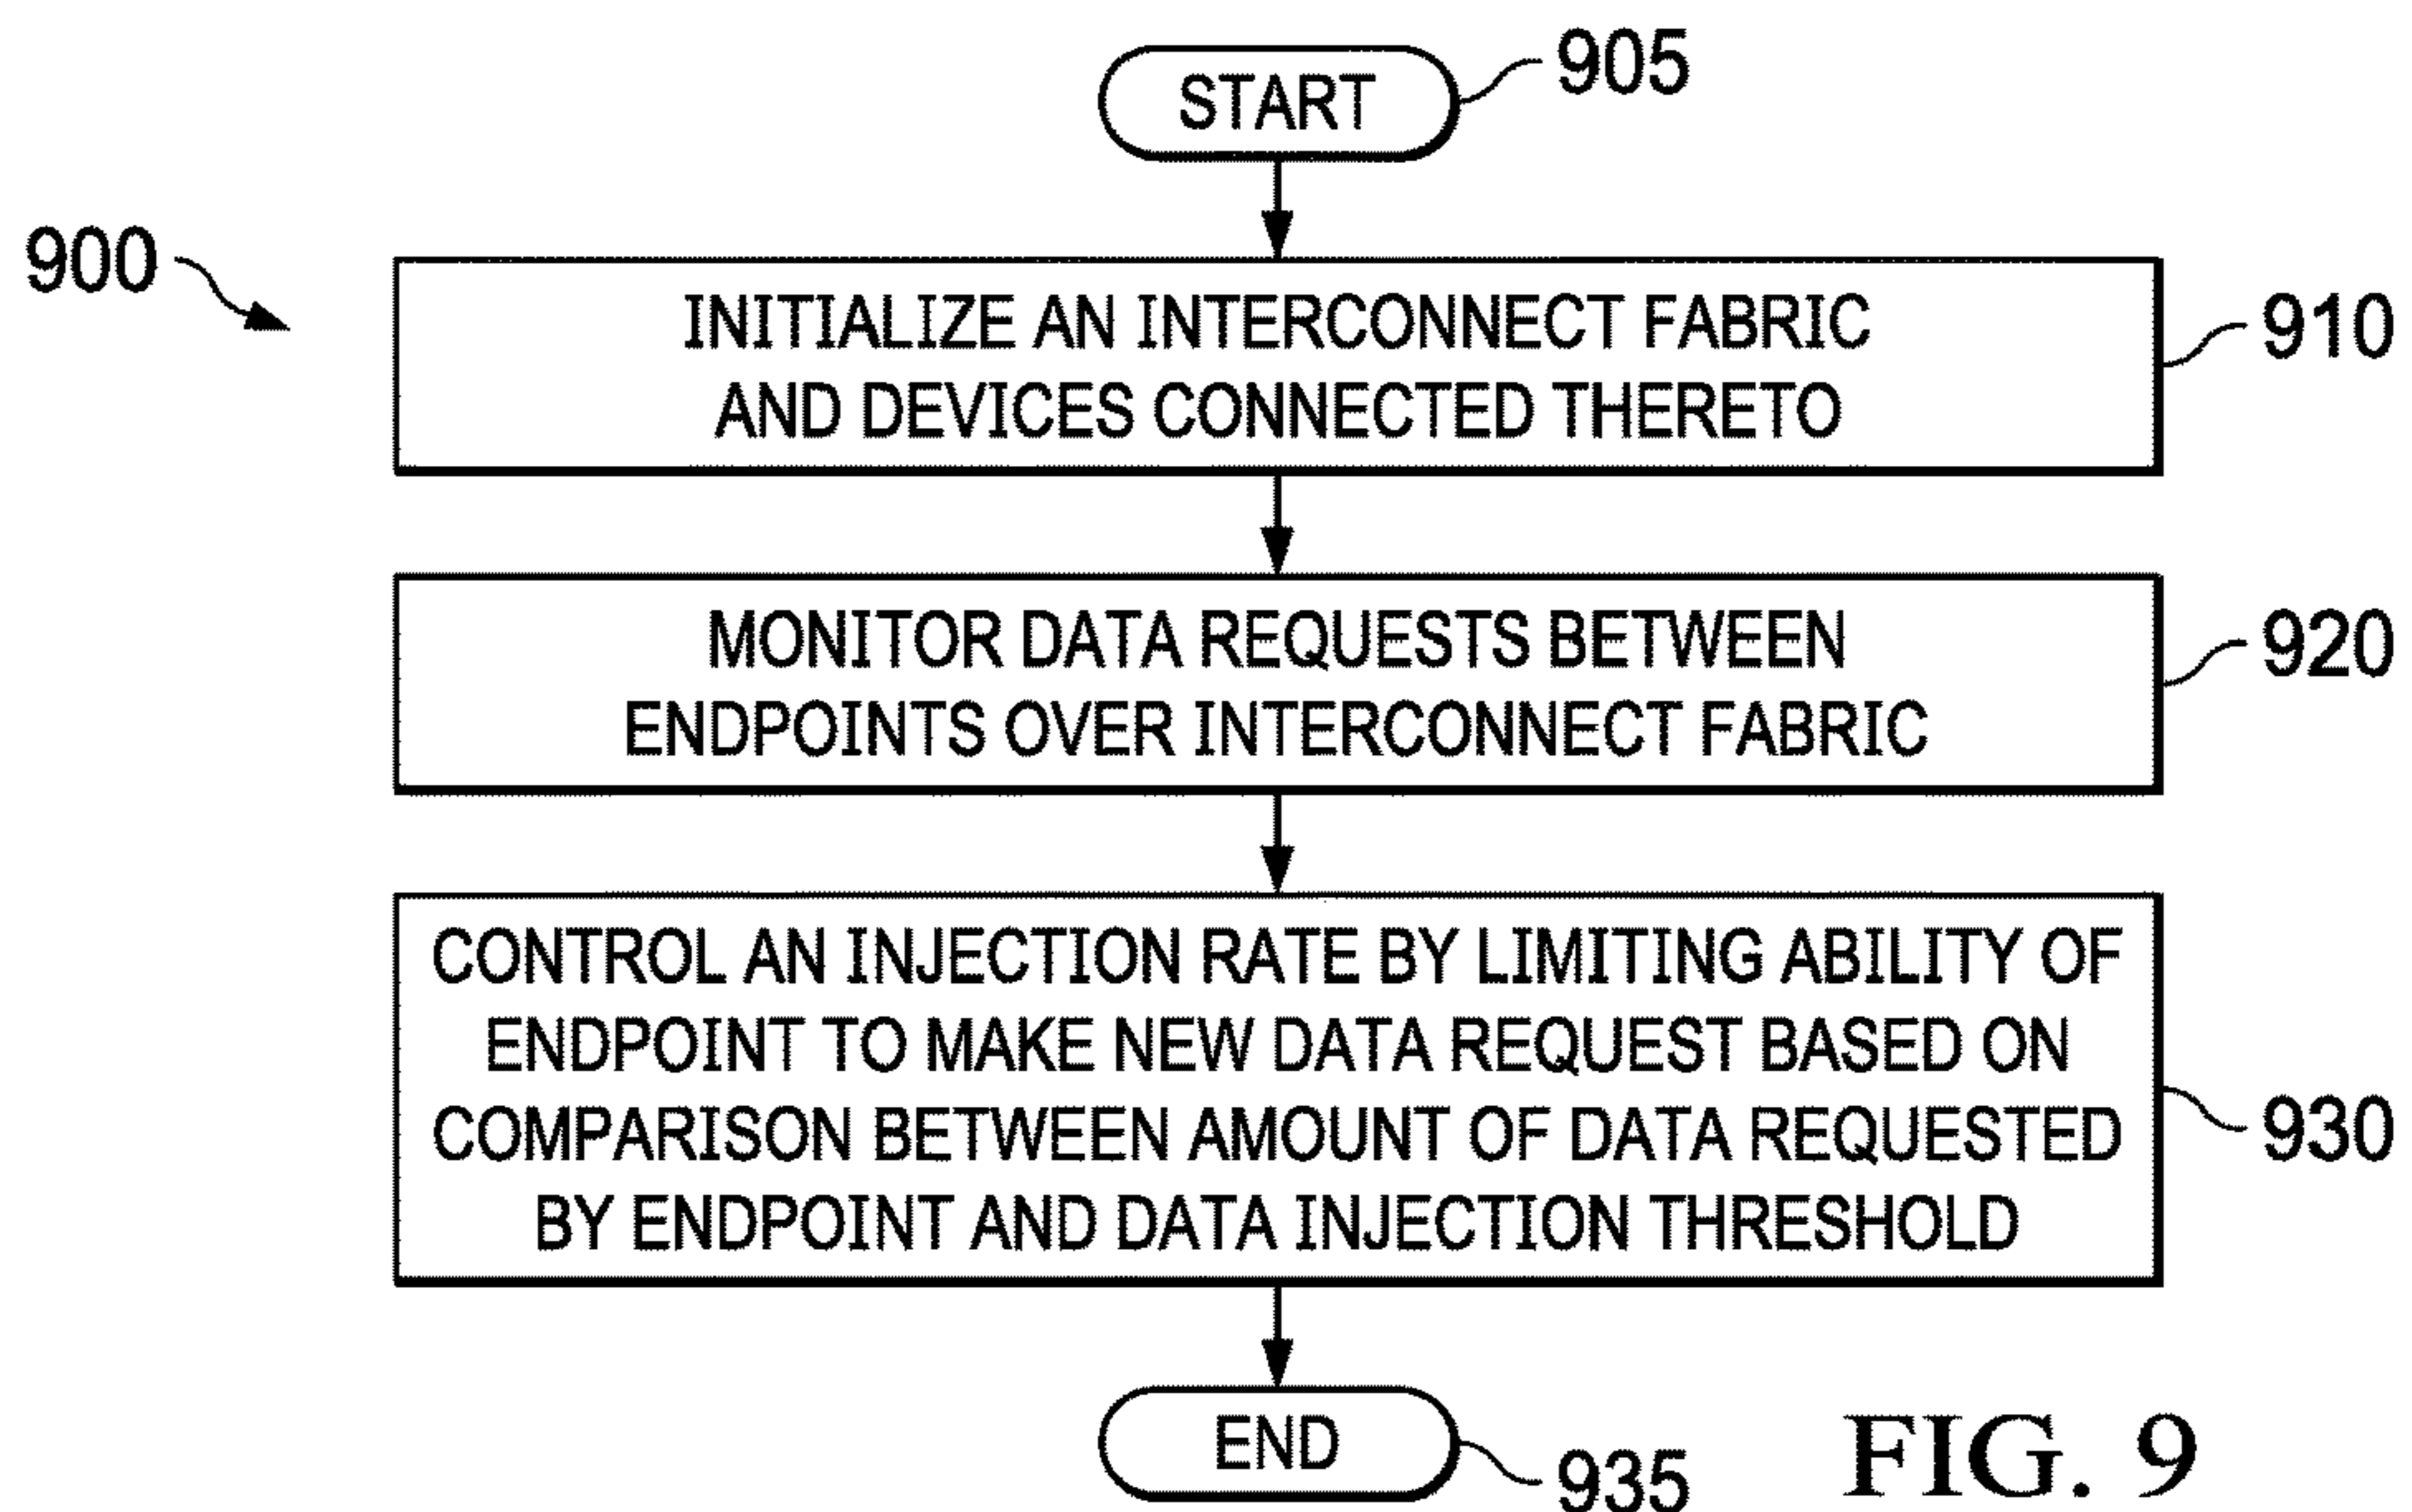 START
905
900
INITIALIZE AN INTERCONNECT FABRIC
AND DEVICES CONNECTED THERETO
910
MONITOR DATA REQUESTS BETWEEN
ENDPOINTS OVER INTERCONNECT FABRIC
920
CONTROL AN INJECTION RATE BY LIMITING ABILITY OF
ENDPOINT TO MAKE NEW DATA REQUEST BASED ON
COMPARISON BETWEEN AMOUNT OF DATA REQUESTED
BY ENDPOINT AND DATA INJECTION THRESHOLD
930
END
935
FIG. 9